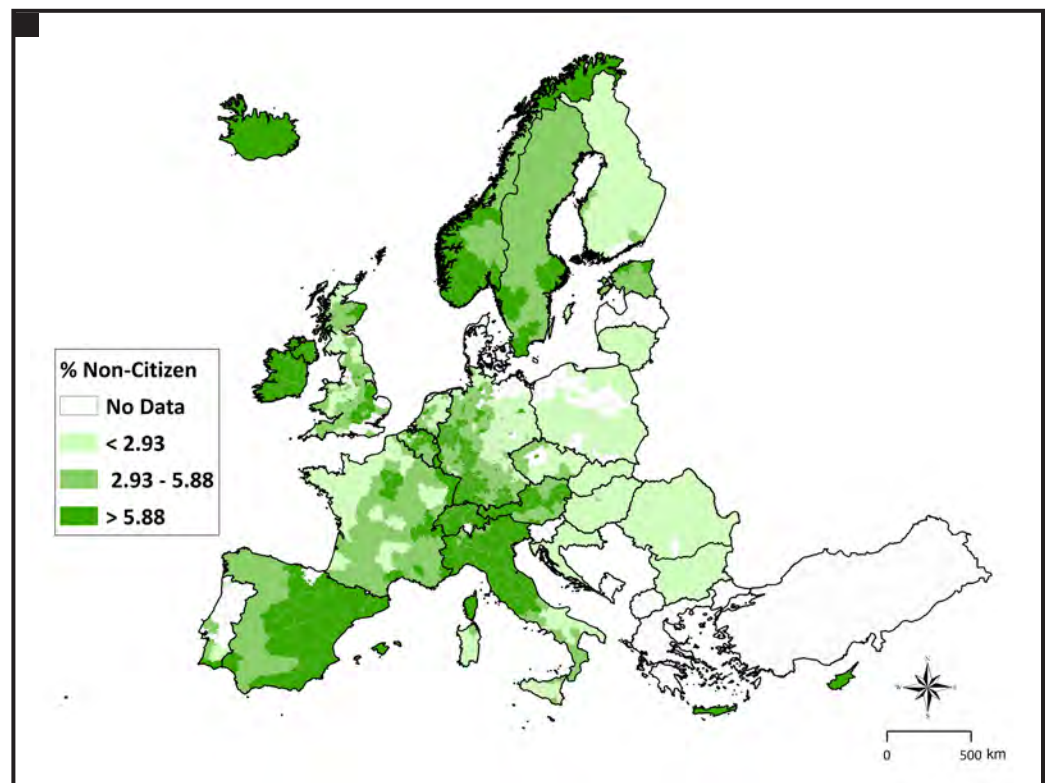 % Non-Citizen
No Data
< 2.93
2.93 - 5.88
> 5.88
N
S
0 500 km